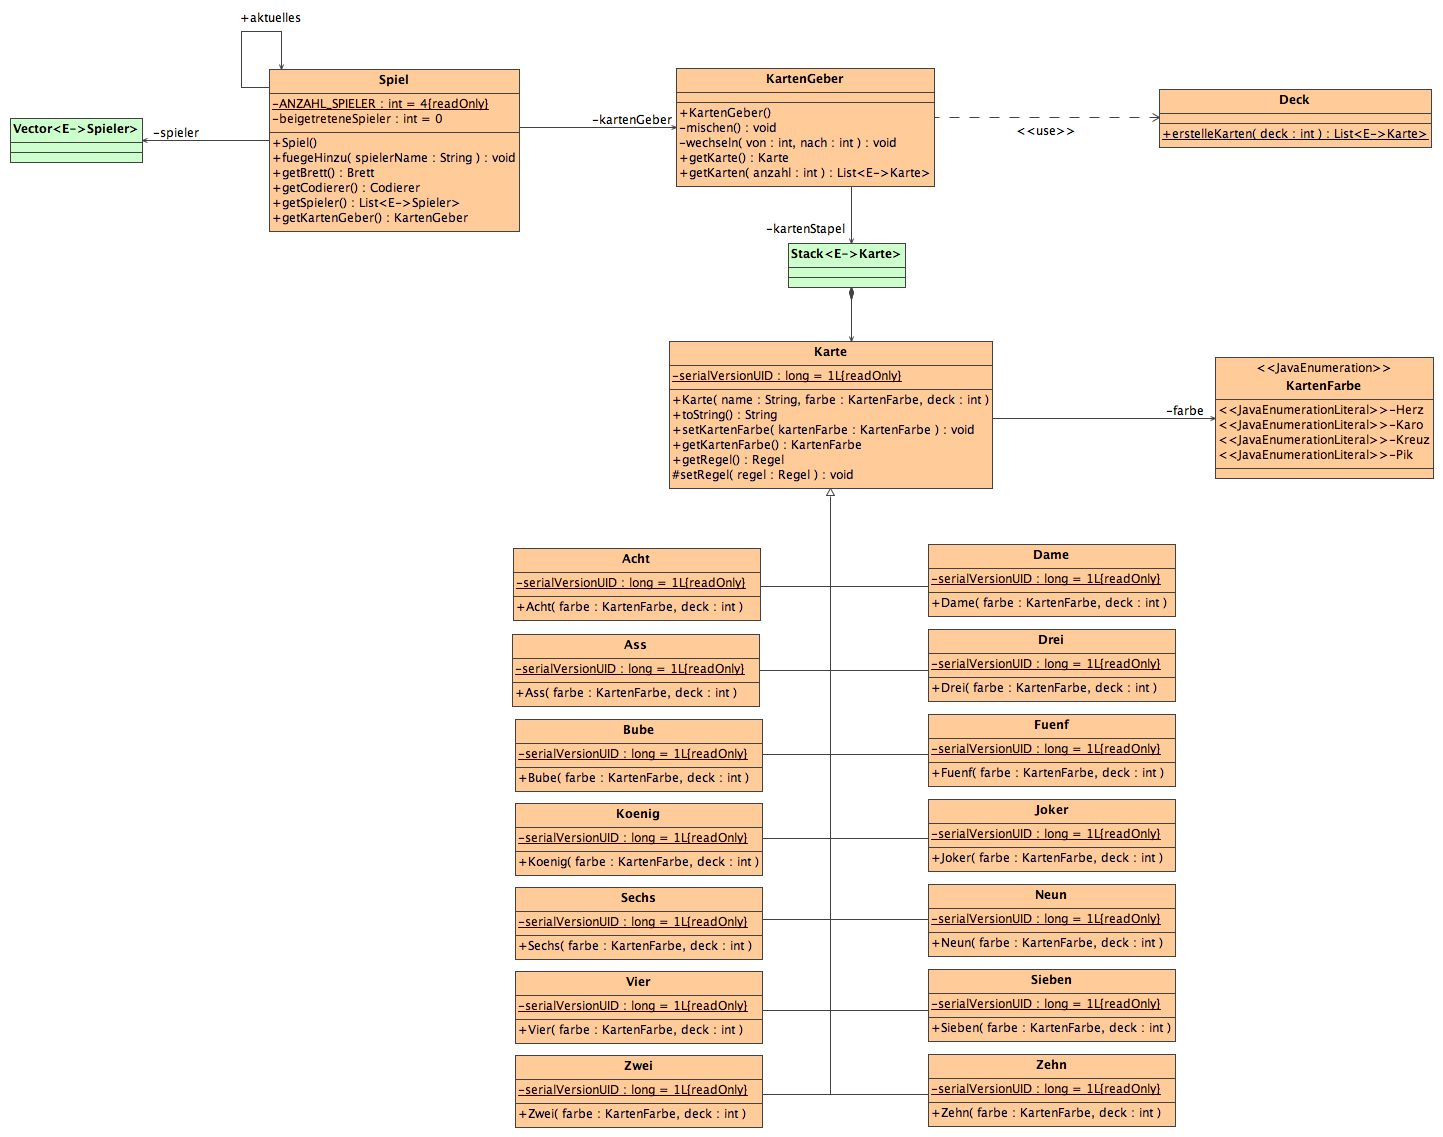 +aktuelles
Spiel
-ANZAHL_SPIELER : int = 4{readOnly}
-beigetreteneSpieler : int = 0
+Spiel()
+fuegeHinzu( spielerName : String ) : void
+getBrett() : Brett
+getCodierer() : Codierer
+getSpieler() : List<E->Spieler>
+getKartenGeber() : KartenGeber
Vector<E->Spieler>
-spieler
-kartenGeber
KartenGeber
+KartenGeber()
-mischen() : void
-wechseln( von : int, nach : int ) : void
+getKarte() : Karte
+getKarten( anzahl : int ) : List<E->Karte>
<<use>>
Deck
+erstelleKarten( deck : int ) : List<E->Karte>
-kartenStapel
Stack<E->Karte>
Karte
-serialVersionUID : long = 1L{readOnly}
+Karte( name : String, farbe : KartenFarbe, deck : int )
+toString() : String
+setKartenFarbe( kartenFarbe : KartenFarbe ) : void
+getKartenFarbe() : KartenFarbe
+getRegel() : Regel
#setRegel( regel : Regel ) : void
-farbe
<<JavaEnumeration>>
KartenFarbe
<<JavaEnumerationLiteral>>-Herz
<<JavaEnumerationLiteral>>-Karo
<<JavaEnumerationLiteral>>-Kreuz
<<JavaEnumerationLiteral>>-Pik
Acht
-serialVersionUID : long = 1L{readOnly}
+Acht( farbe : KartenFarbe, deck : int )
Dame
-serialVersionUID : long = 1L{readOnly}
+Dame( farbe : KartenFarbe, deck : int )
Ass
-serialVersionUID : long = 1L{readOnly}
+Ass( farbe : KartenFarbe, deck : int )
Drei
-serialVersionUID : long = 1L{readOnly}
+Drei( farbe : KartenFarbe, deck : int )
Bube
-serialVersionUID : long = 1L{readOnly}
+Bube( farbe : KartenFarbe, deck : int )
Fuenf
-serialVersionUID : long = 1L{readOnly}
+Fuenf( farbe : KartenFarbe, deck : int )
Koenig
-serialVersionUID : long = 1L{readOnly}
+Koenig( farbe : KartenFarbe, deck : int )
Joker
-serialVersionUID : long = 1L{readOnly}
+Joker( farbe : KartenFarbe, deck : int )
Sechs
-serialVersionUID : long = 1L{readOnly}
+Sechs( farbe : KartenFarbe, deck : int )
Neun
-serialVersionUID : long = 1L{readOnly}
+Neun( farbe : KartenFarbe, deck : int )
Vier
-serialVersionUID : long = 1L{readOnly}
+Vier( farbe : KartenFarbe, deck : int )
Sieben
-serialVersionUID : long = 1L{readOnly}
+Sieben( farbe : KartenFarbe, deck : int )
Zwei
-serialVersionUID : long = 1L{readOnly}
+Zwei( farbe : KartenFarbe, deck : int )
Zehn
-serialVersionUID : long = 1L{readOnly}
+Zehn( farbe : KartenFarbe, deck : int )